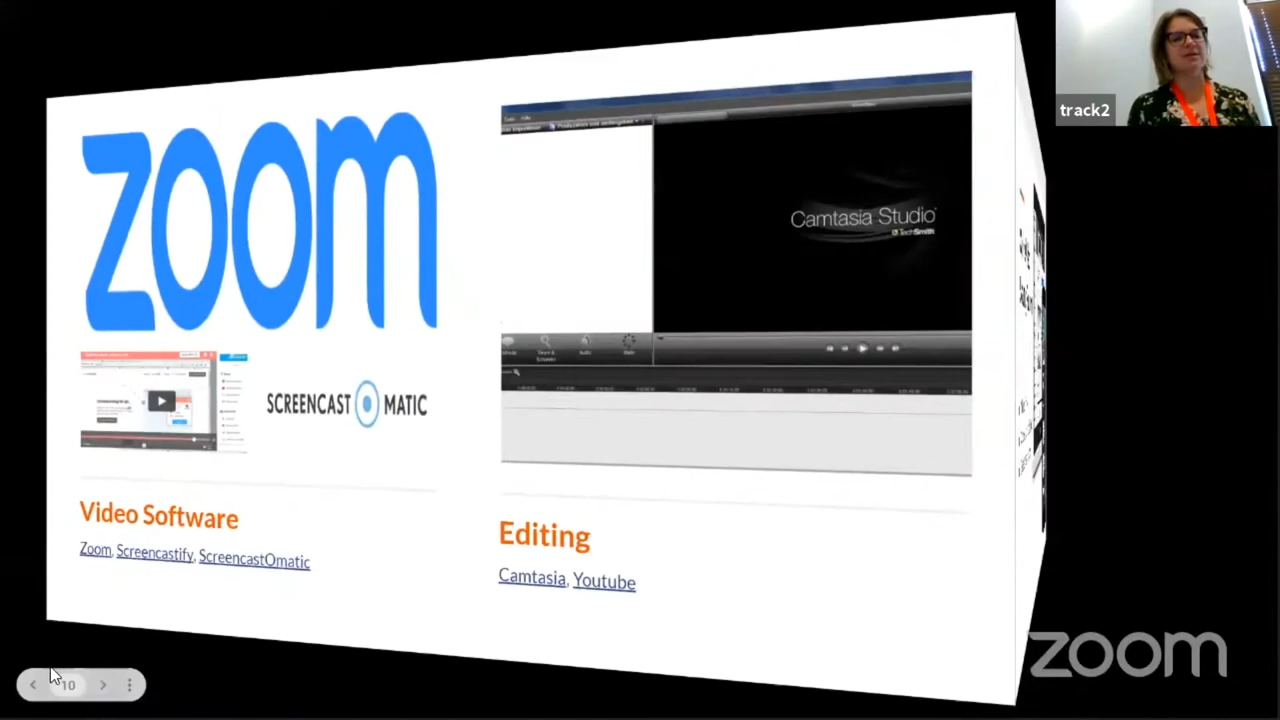 zoom
SCREENCAST O MATIC
Video Software
Zoom, Screencastify, ScreencastOmatic
Camtasia Studio
TechSmith
Editing
Camtasia, Youtube
track2
10
zoom